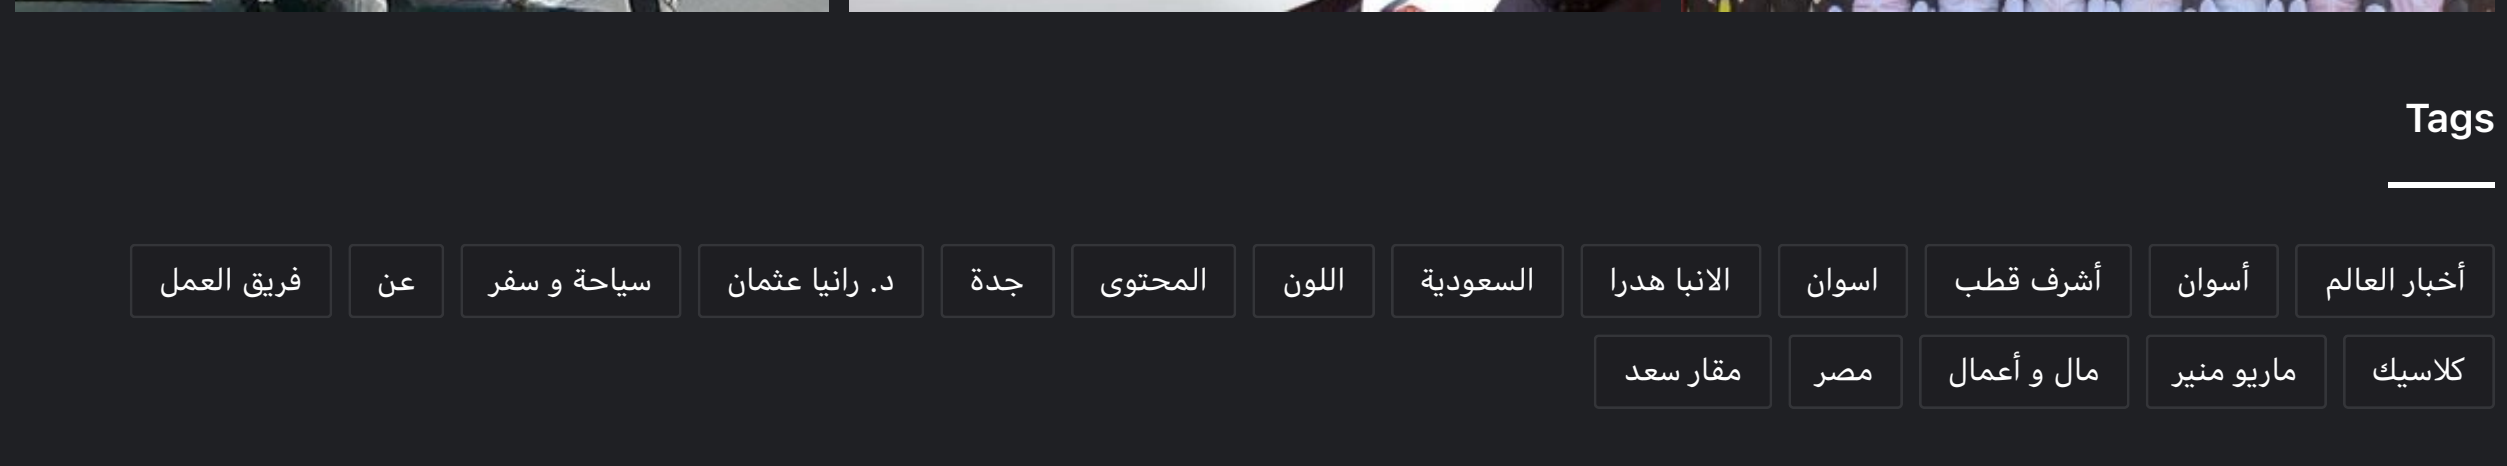 Tags
أخبار العالم أسوان أشرف قطب اسوان الانبا هدرا السعودية اللون المحتوى جدة د. رانيا عثمان سياحة و سفر عن فريق العمل
كلاسيك ماريو منير مال و أعمال مصر مقار سعد